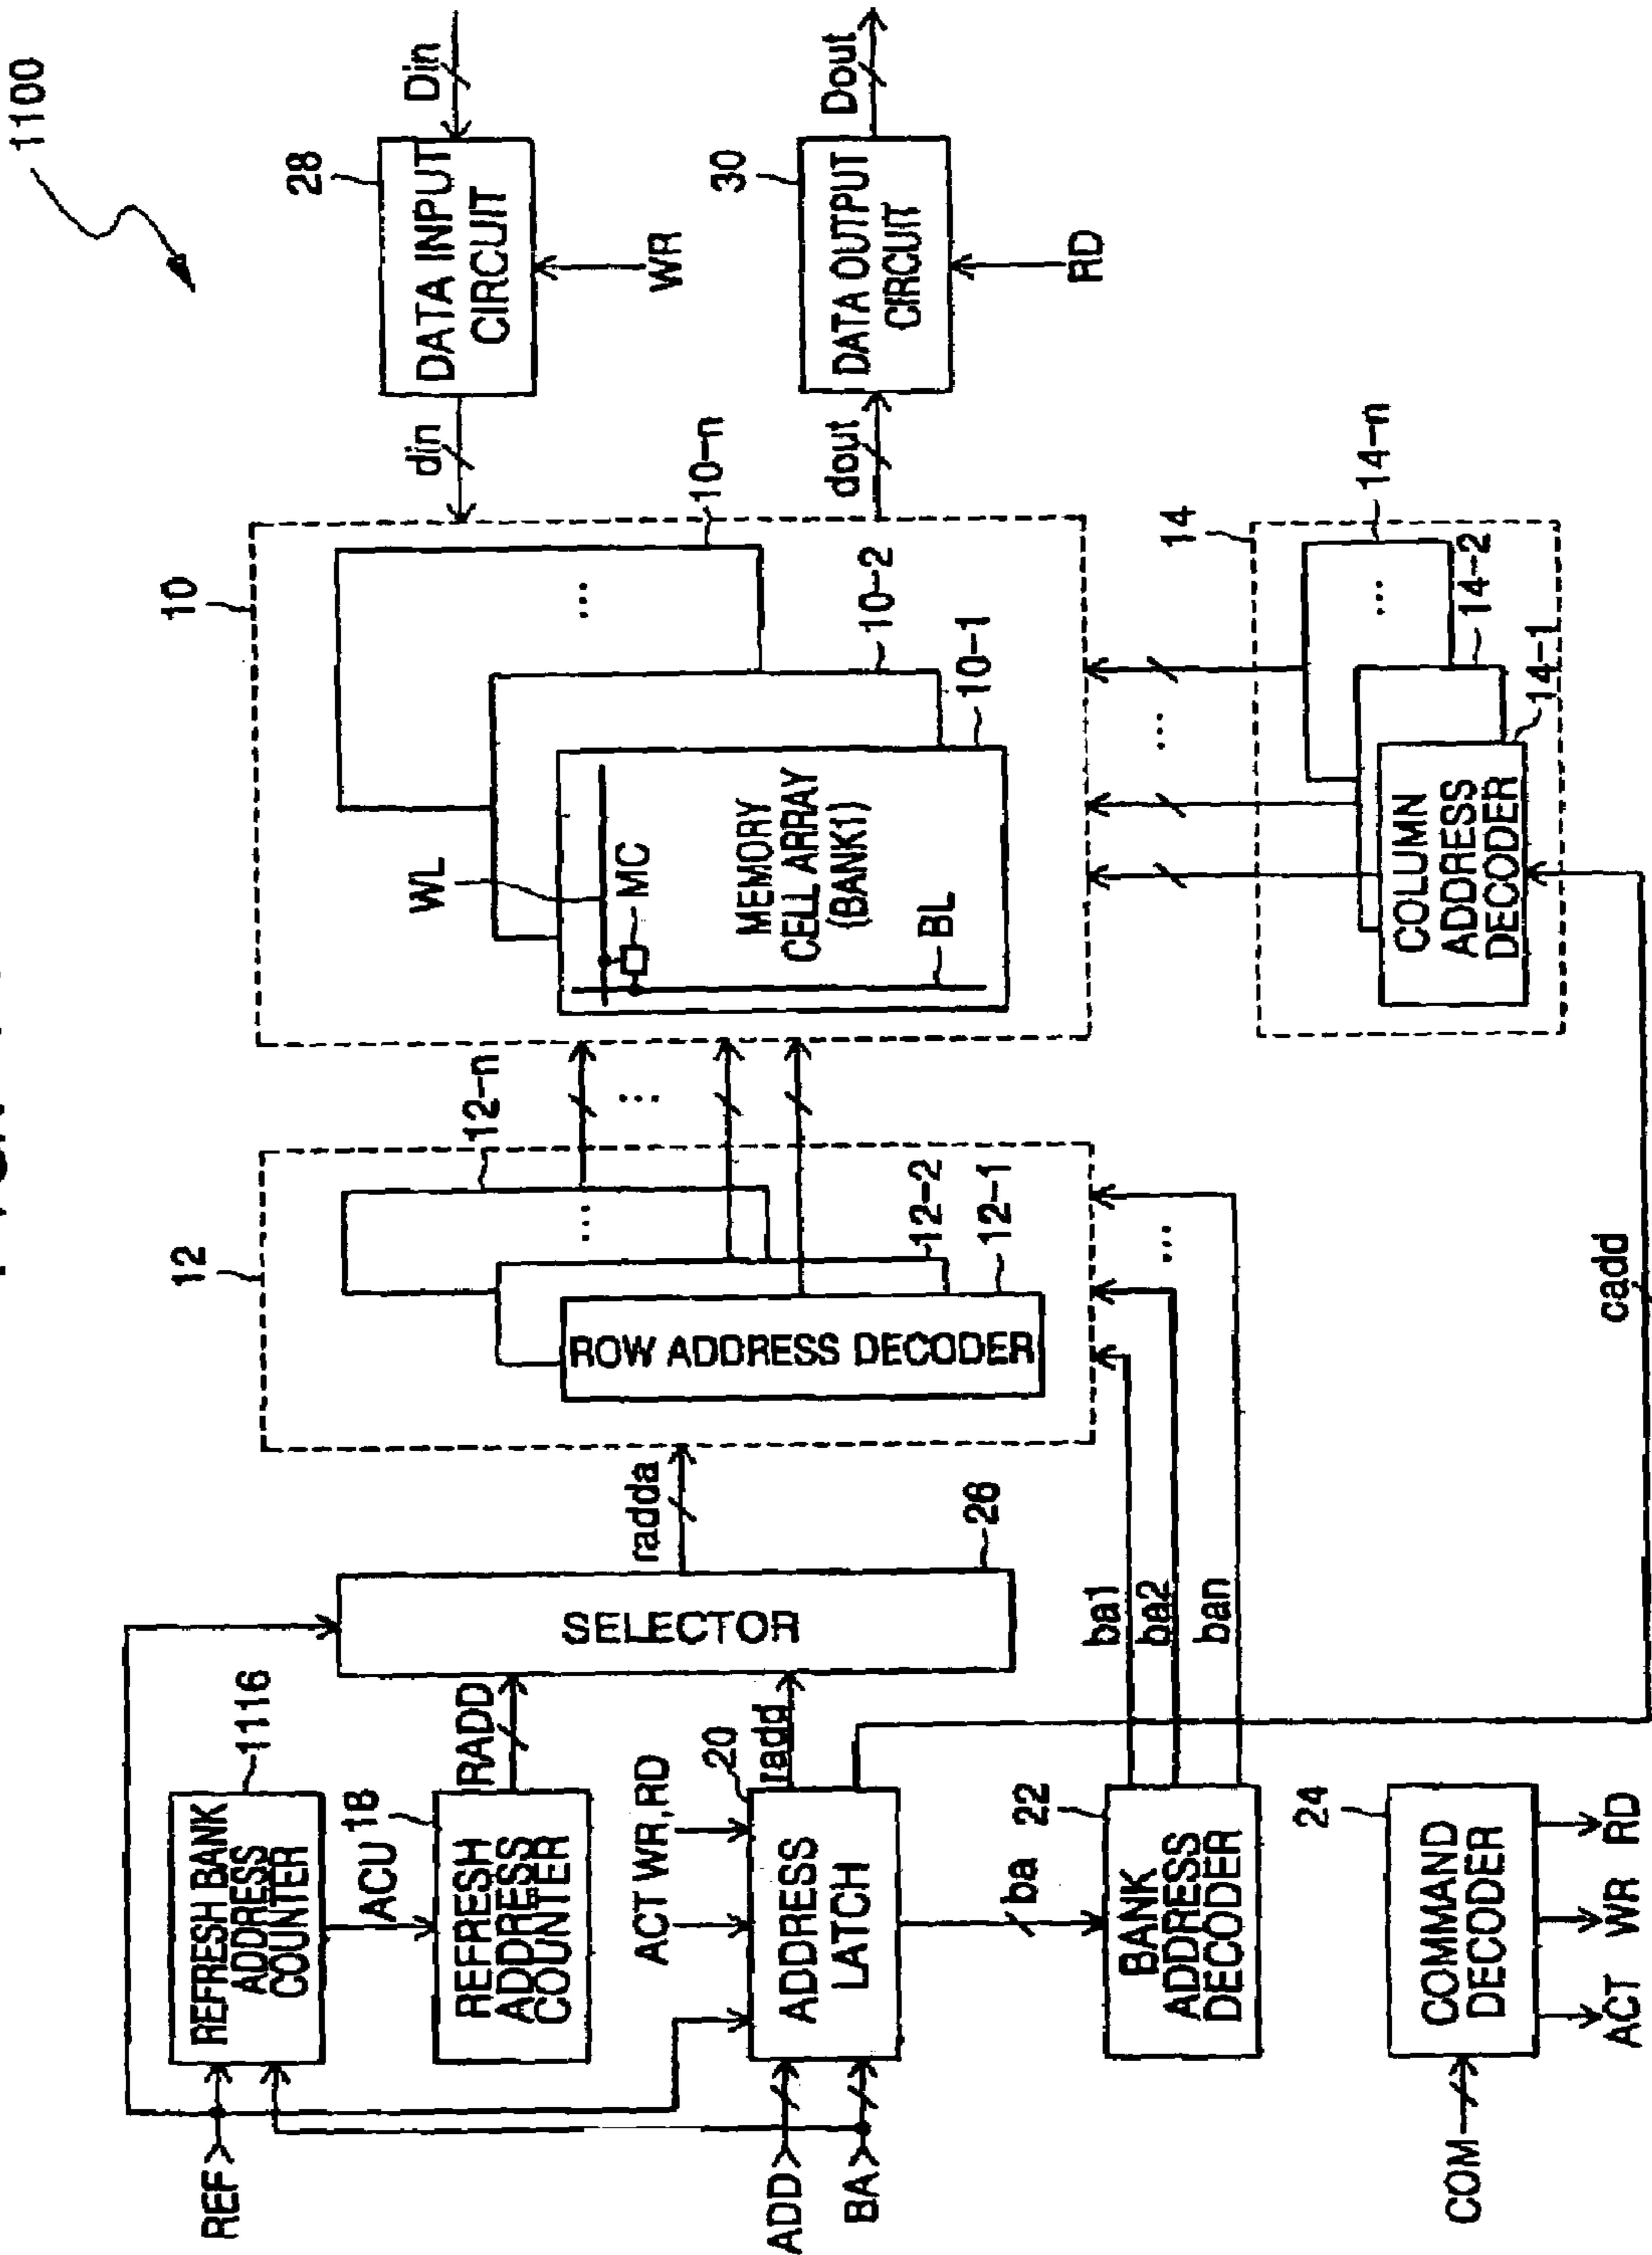 1100
REF
ADD
BA
COM
REFRESH BANK
ADDRESS
COUNTER
1116
ACU
REFRESH
ADDRESS
COUNTER
18
RADD
ACT WR, RD
ADDRESS
LATCH
20
radd
ba
BANK
ADDRESS
DECODER
22
ba1
ba2
ban
COMMAND
DECODER
24
ACT
WR
RD
SELECTOR
26
radda
12
ROW ADDRESS DECODER
12-1
12-2
12-n
...
...
...
cadd
10
WL
MC
MEMORY
CELL ARRAY
(BANK1)
BL
10-1
10-2
10-n
...
...
14
COLUMN
ADDRESS
DECODER
14-1
14-2
14-n
...
din
DATA INPUT
CIRCUIT
28
Din
WR
dout
DATA OUTPUT
CIRCUIT
30
Dout
RD